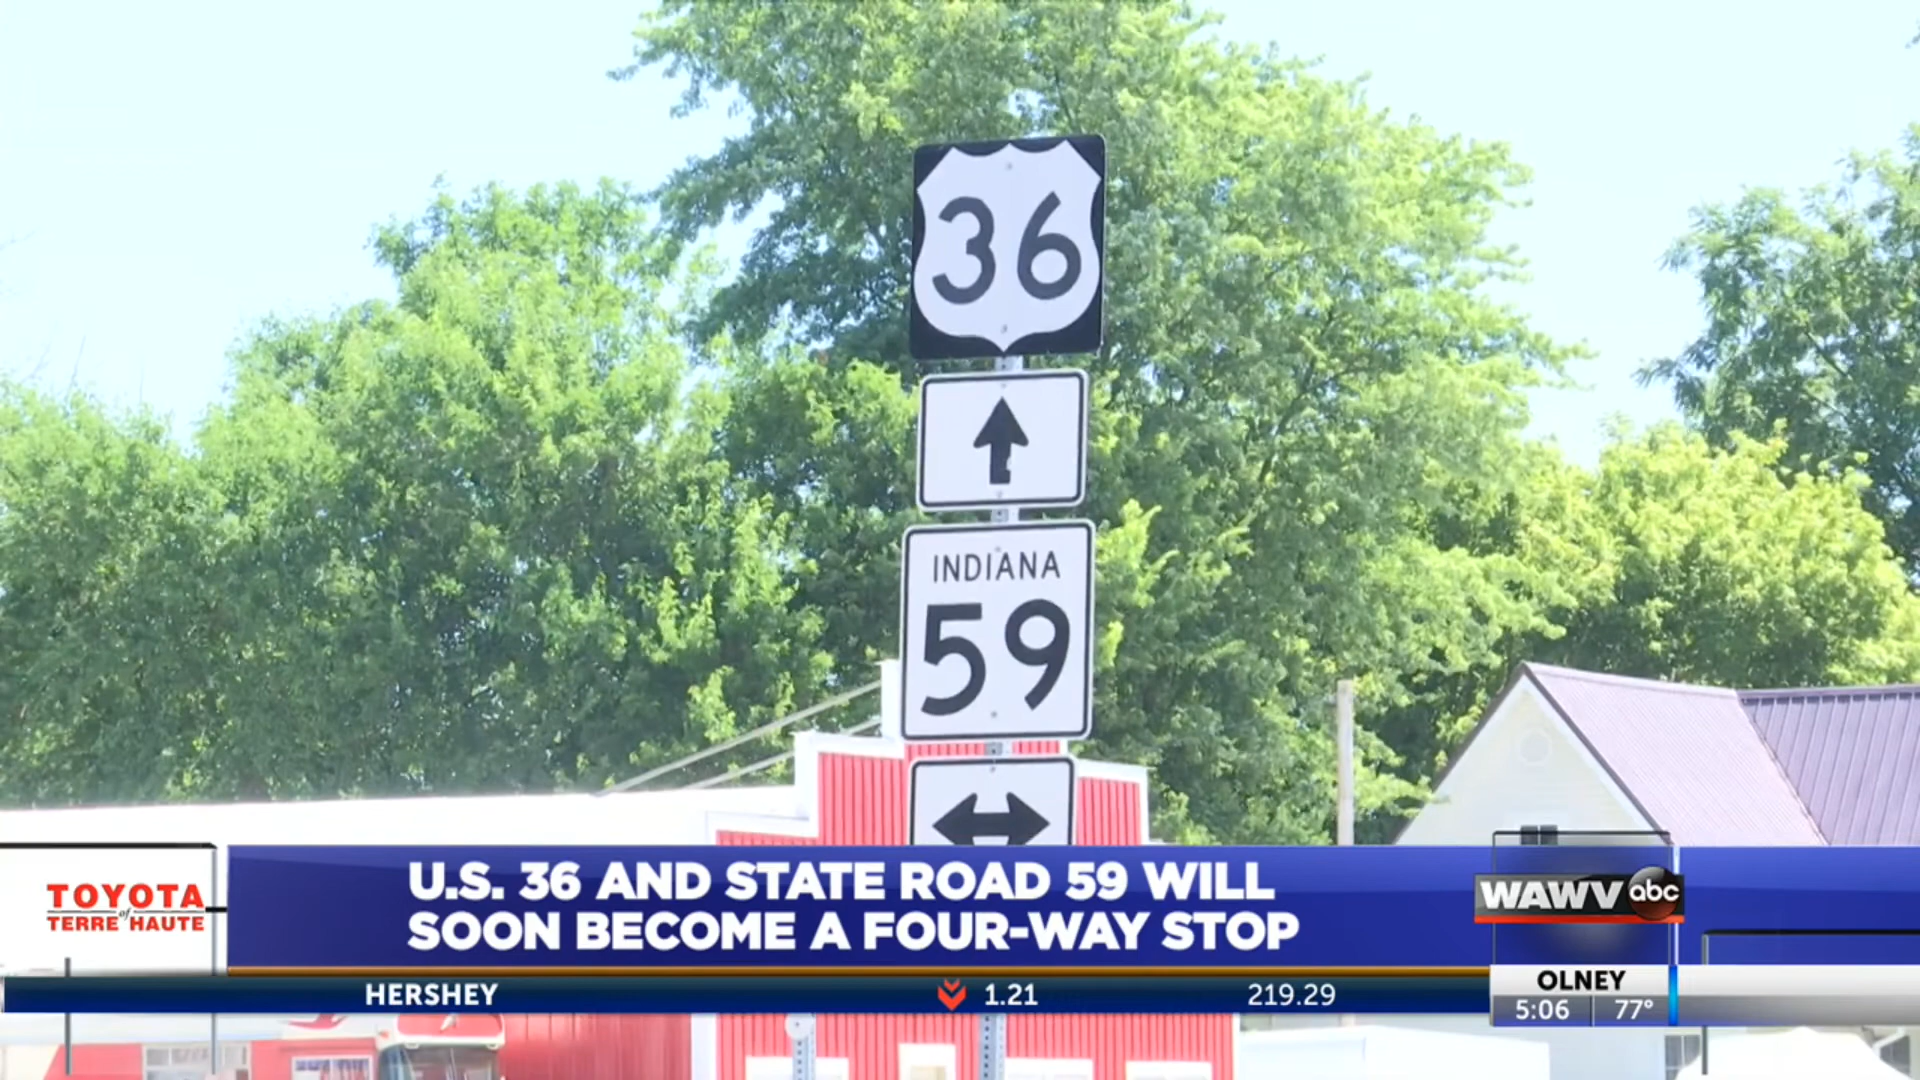 36
INDIANA
59
U.S. 36 AND STATE ROAD 59 WILL
SOON BECOME A FOUR-WAY STOP
TOYOTA
of
TERRE HAUTE
WAWV abc
HERSHEY 1.21 219.29
OLNEY
5:06 77°